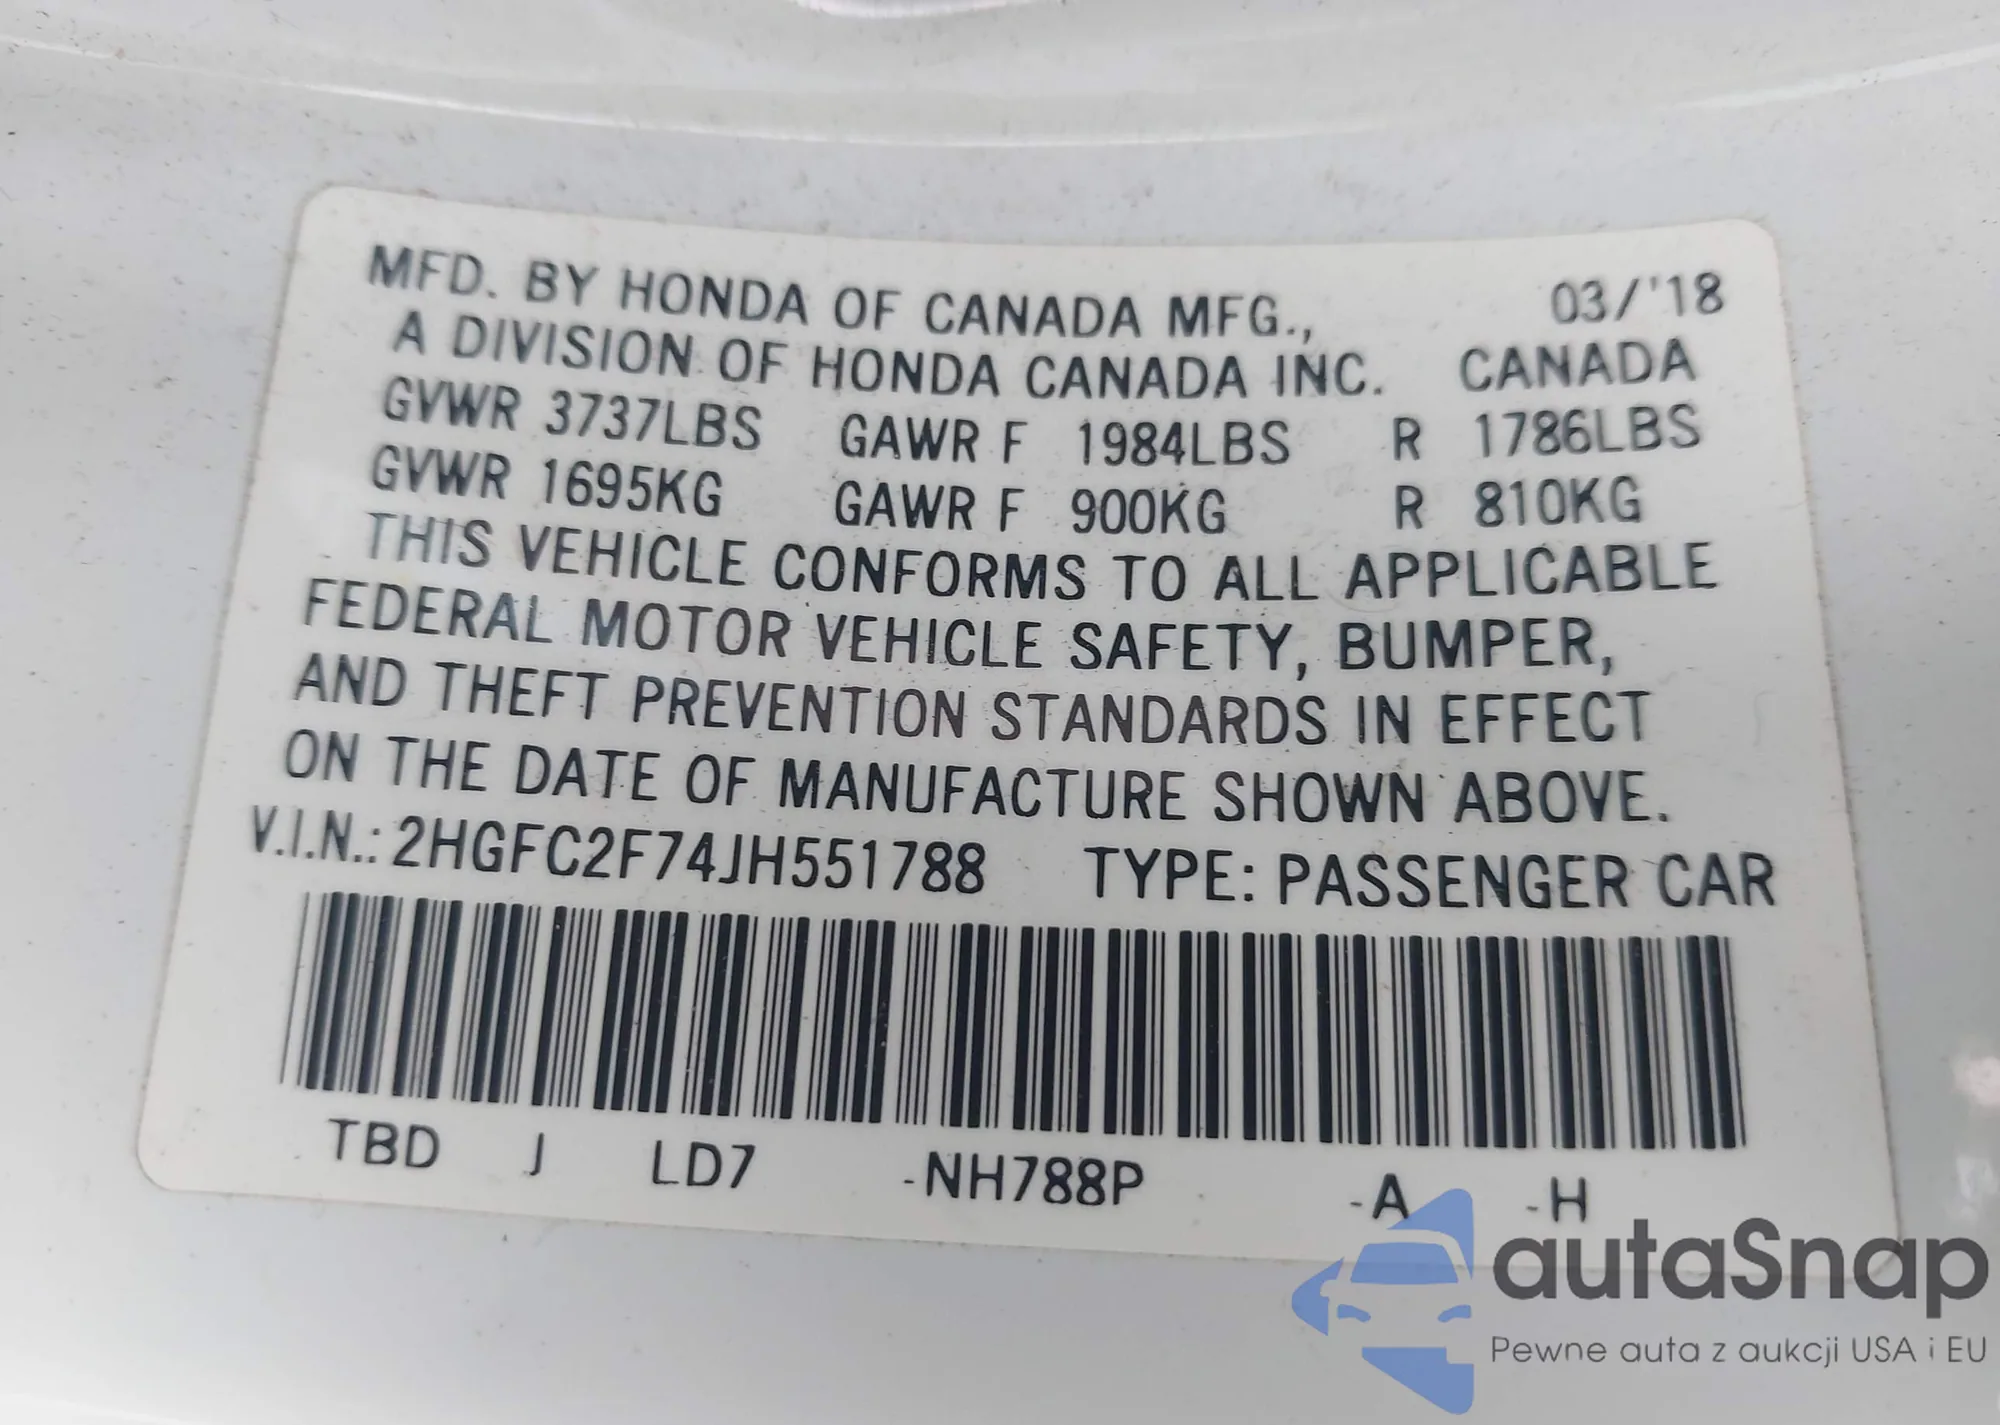 MFD. BY HONDA OF CANADA MFG., 03/'18
A DIVISION OF HONDA CANADA INC. CANADA
GVWR 3737LBS GAWR F 1984LBS R 1786LBS
GVWR 1695KG GAWR F 900KG R 810KG
THIS VEHICLE CONFORMS TO ALL APPLICABLE
FEDERAL MOTOR VEHICLE SAFETY, BUMPER,
AND THEFT PREVENTION STANDARDS IN EFFECT
ON THE DATE OF MANUFACTURE SHOWN ABOVE.
V.I.N.: 2HGFC2F74JH551788 TYPE: PASSENGER CAR
TBD J LD7 -NH788P -A -H
autaSnap
Pewne auta z aukcji USA i EU